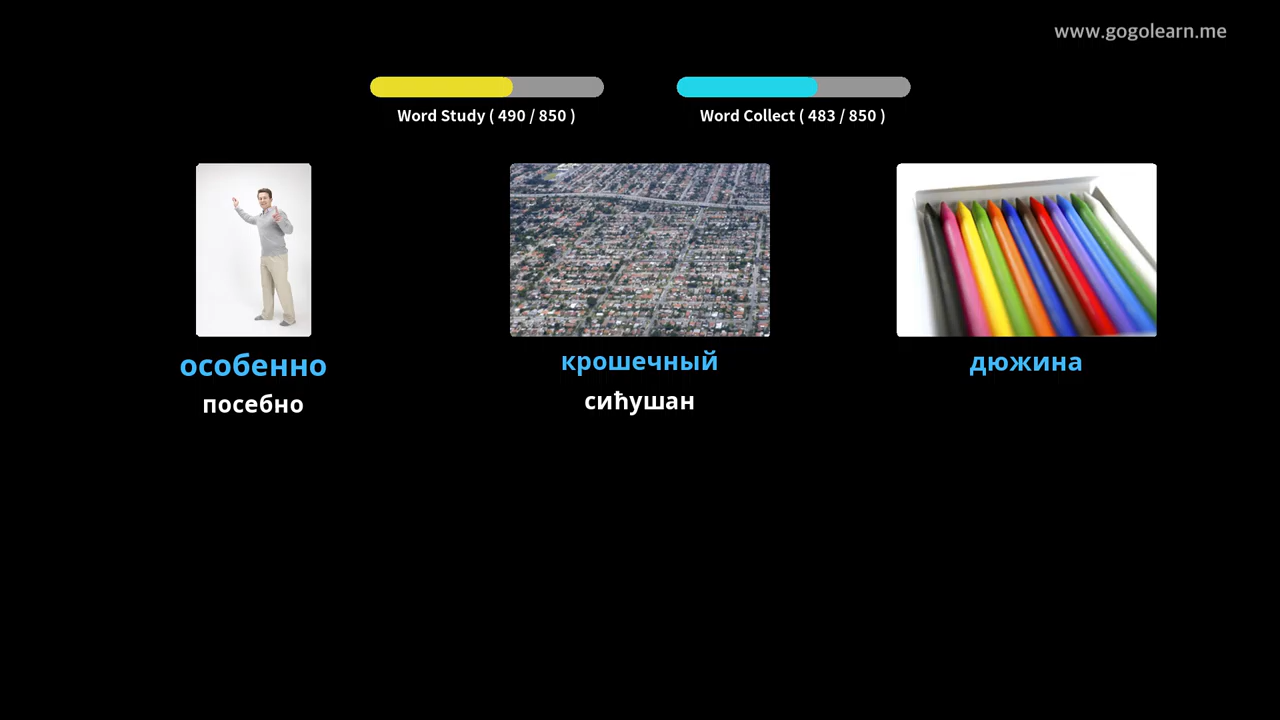 www.gogolearn.me
Word Study ( 490 / 850 )
Word Collect ( 483 / 850 )
особенно
посебно
крошечный
сићушан
дюжина